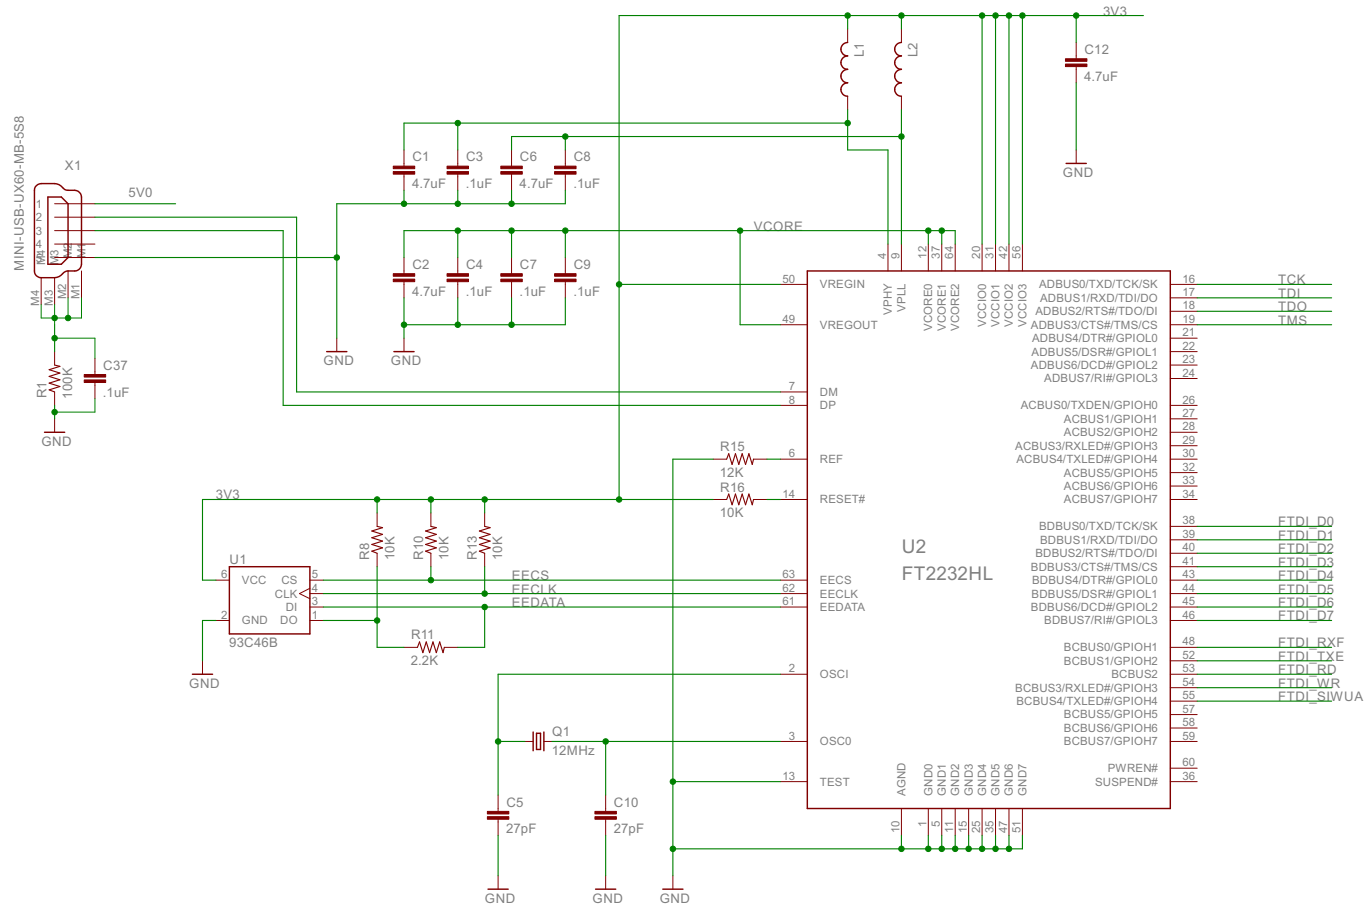 3V3
L1
L2
C12
4.7uF
GND
MINI-USB-UX60-MB-5S8
X1
5V0
1
2
3
4
M4
M3
M2
M1
M4
M3
M2
M1
R1
100K
C37
.1uF
GND
C1
4.7uF
C3
.1uF
C6
4.7uF
C8
.1uF
VCORE
C2
4.7uF
C4
.1uF
C7
.1uF
C9
.1uF
GND
GND
4
9
12
37
64
20
31
42
56
VPHY
VPLL
VCORE0
VCORE1
VCORE2
VCCIO0
VCCIO1
VCCIO2
VCCIO3
50 VREGIN
49 VREGOUT
7 DM
8 DP
R15
12K
6 REF
R16
10K
14 RESET#
63 EECS
62 EECLK
61 EEDATA
2 OSCI
3 OSC0
13 TEST
U2
FT2232HL
ADBUS0/TXD/TCK/SK 16 TCK
ADBUS1/RXD/TDI/DO 17 TDI
ADBUS2/RTS#/TDO/DI 18 TDO
ADBUS3/CTS#/TMS/CS 19 TMS
ADBUS4/DTR#/GPIOL0 21
ADBUS5/DSR#/GPIOL1 22
ADBUS6/DCD#/GPIOL2 23
ADBUS7/RI#/GPIOL3 24
ACBUS0/TXDEN/GPIOH0 26
ACBUS1/GPIOH1 27
ACBUS2/GPIOH2 28
ACBUS3/RXLED#/GPIOH3 29
ACBUS4/TXLED#/GPIOH4 30
ACBUS5/GPIOH5 32
ACBUS6/GPIOH6 33
ACBUS7/GPIOH7 34
BDBUS0/TXD/TCK/SK 38 FTDI_D0
BDBUS1/RXD/TDI/DO 39 FTDI_D1
BDBUS2/RTS#/TDO/DI 40 FTDI_D2
BDBUS3/CTS#/TMS/CS 41 FTDI_D3
BDBUS4/DTR#/GPIOL0 43 FTDI_D4
BDBUS5/DSR#/GPIOL1 44 FTDI_D5
BDBUS6/DCD#/GPIOL2 45 FTDI_D6
BDBUS7/RI#/GPIOL3 46 FTDI_D7
BCBUS0/GPIOH1 48 FTDI_RXF
BCBUS1/GPIOH2 52 FTDI_TXE
BCBUS2 53 FTDI_RD
BCBUS3/RXLED#/GPIOH3 54 FTDI_WR
BCBUS4/TXLED#/GPIOH4 55 FTDI_SIWUA
BCBUS5/GPIOH5 57
BCBUS6/GPIOH6 58
BCBUS7/GPIOH7 59
PWREN# 60
SUSPEND# 36
AGND
GND0
GND1
GND2
GND3
GND4
GND5
GND6
GND7
10
1
5
11
15
25
35
47
51
3V3
R8
10K
R10
10K
R13
10K
U1
6 VCC CS 5
CLK 4
DI 3
2 GND DO 1
93C46B
GND
EECS
EECLK
EEDATA
R11
2.2K
Q1
12MHz
C5
27pF
C10
27pF
GND
GND
GND